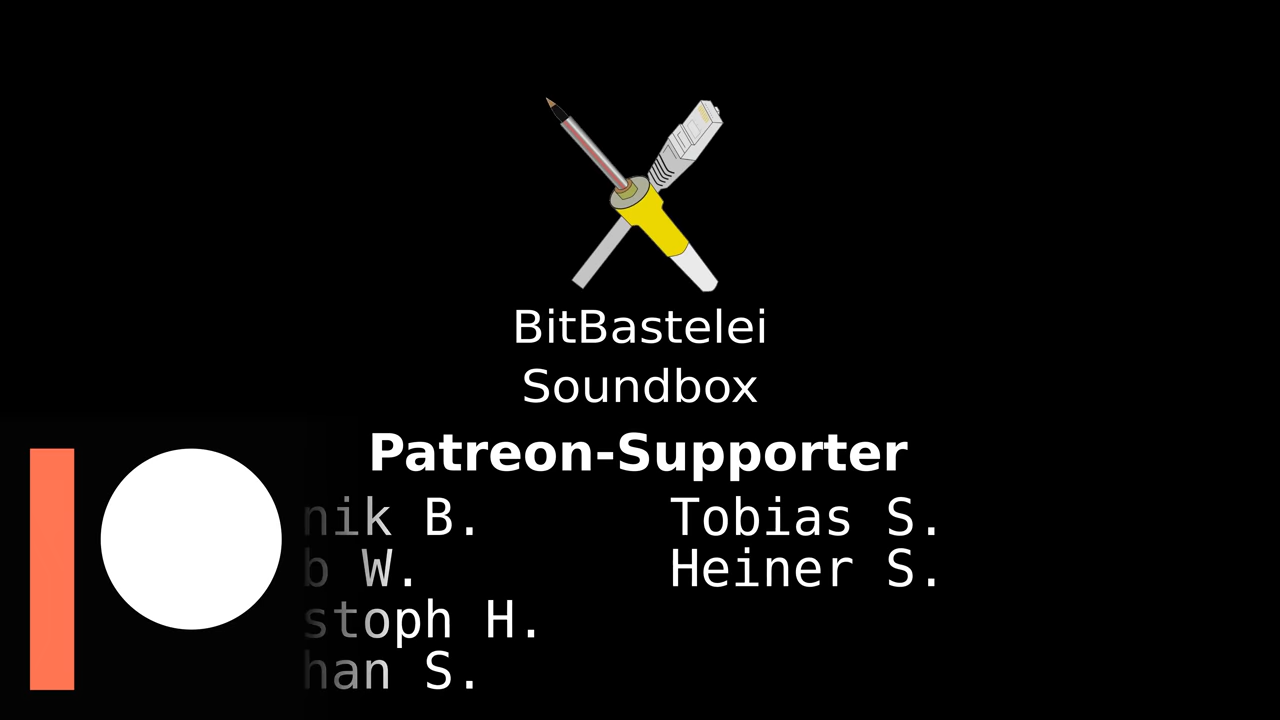 BitBastelei
Soundbox
Patreon-Supporter
nik B. Tobias S.
b W. Heiner S.
stoph H.
han S.